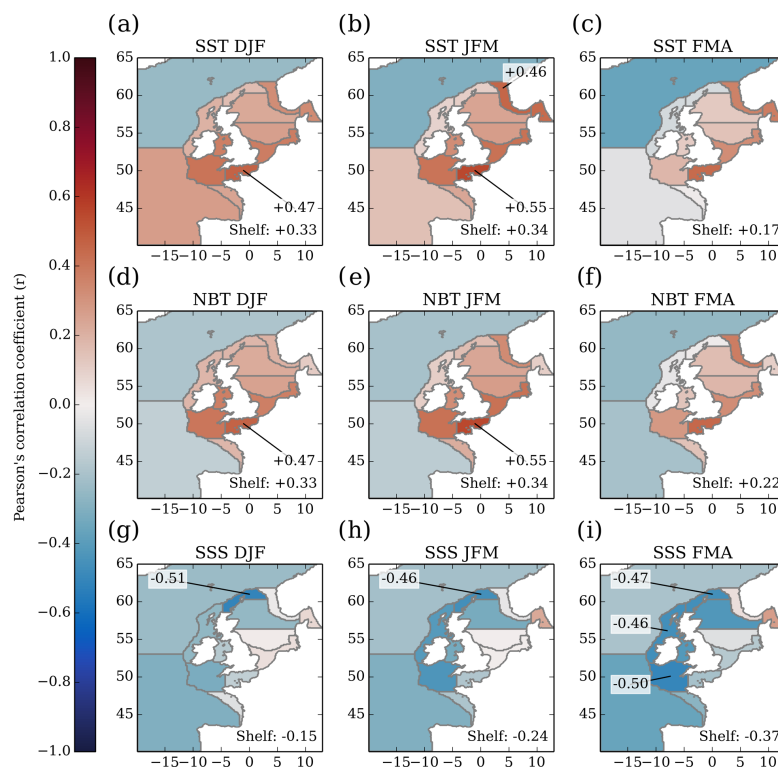 (a)
SST DJF
65
60
55
50
45
−15 −10 −5 0 5 10
+0.47
Shelf: +0.33
(b)
SST JFM
65
60
55
50
45
−15 −10 −5 0 5 10
+0.46
+0.55
Shelf: +0.34
(c)
SST FMA
65
60
55
50
45
−15 −10 −5 0 5 10
Shelf: +0.17
Pearson's correlation coefficient (r)
1.0
0.8
0.6
0.4
0.2
0.0
−0.2
−0.4
−0.6
−0.8
−1.0
(d)
NBT DJF
65
60
55
50
45
−15 −10 −5 0 5 10
+0.47
Shelf: +0.33
(e)
NBT JFM
65
60
55
50
45
−15 −10 −5 0 5 10
+0.55
Shelf: +0.34
(f)
NBT FMA
65
60
55
50
45
−15 −10 −5 0 5 10
Shelf: +0.22
(g)
SSS DJF
65
60
55
50
45
−15 −10 −5 0 5 10
-0.51
Shelf: -0.15
(h)
SSS JFM
65
60
55
50
45
−15 −10 −5 0 5 10
-0.46
Shelf: -0.24
(i)
SSS FMA
65
60
55
50
45
−15 −10 −5 0 5 10
-0.47
-0.46
-0.50
Shelf: -0.37